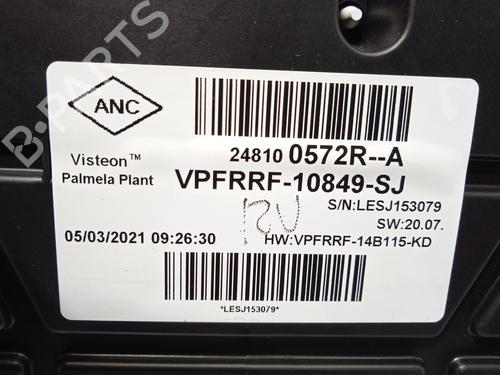 ANC
24810 0572R--A
Visteon™
Palmela Plant
VPFRRF-10849-SJ
S/N:LESJ153079
SW:20.07.
RV
05/03/2021 09:26:30
HW:VPFRRF-14B115-KD
*LESJ153079*
B-PARTS